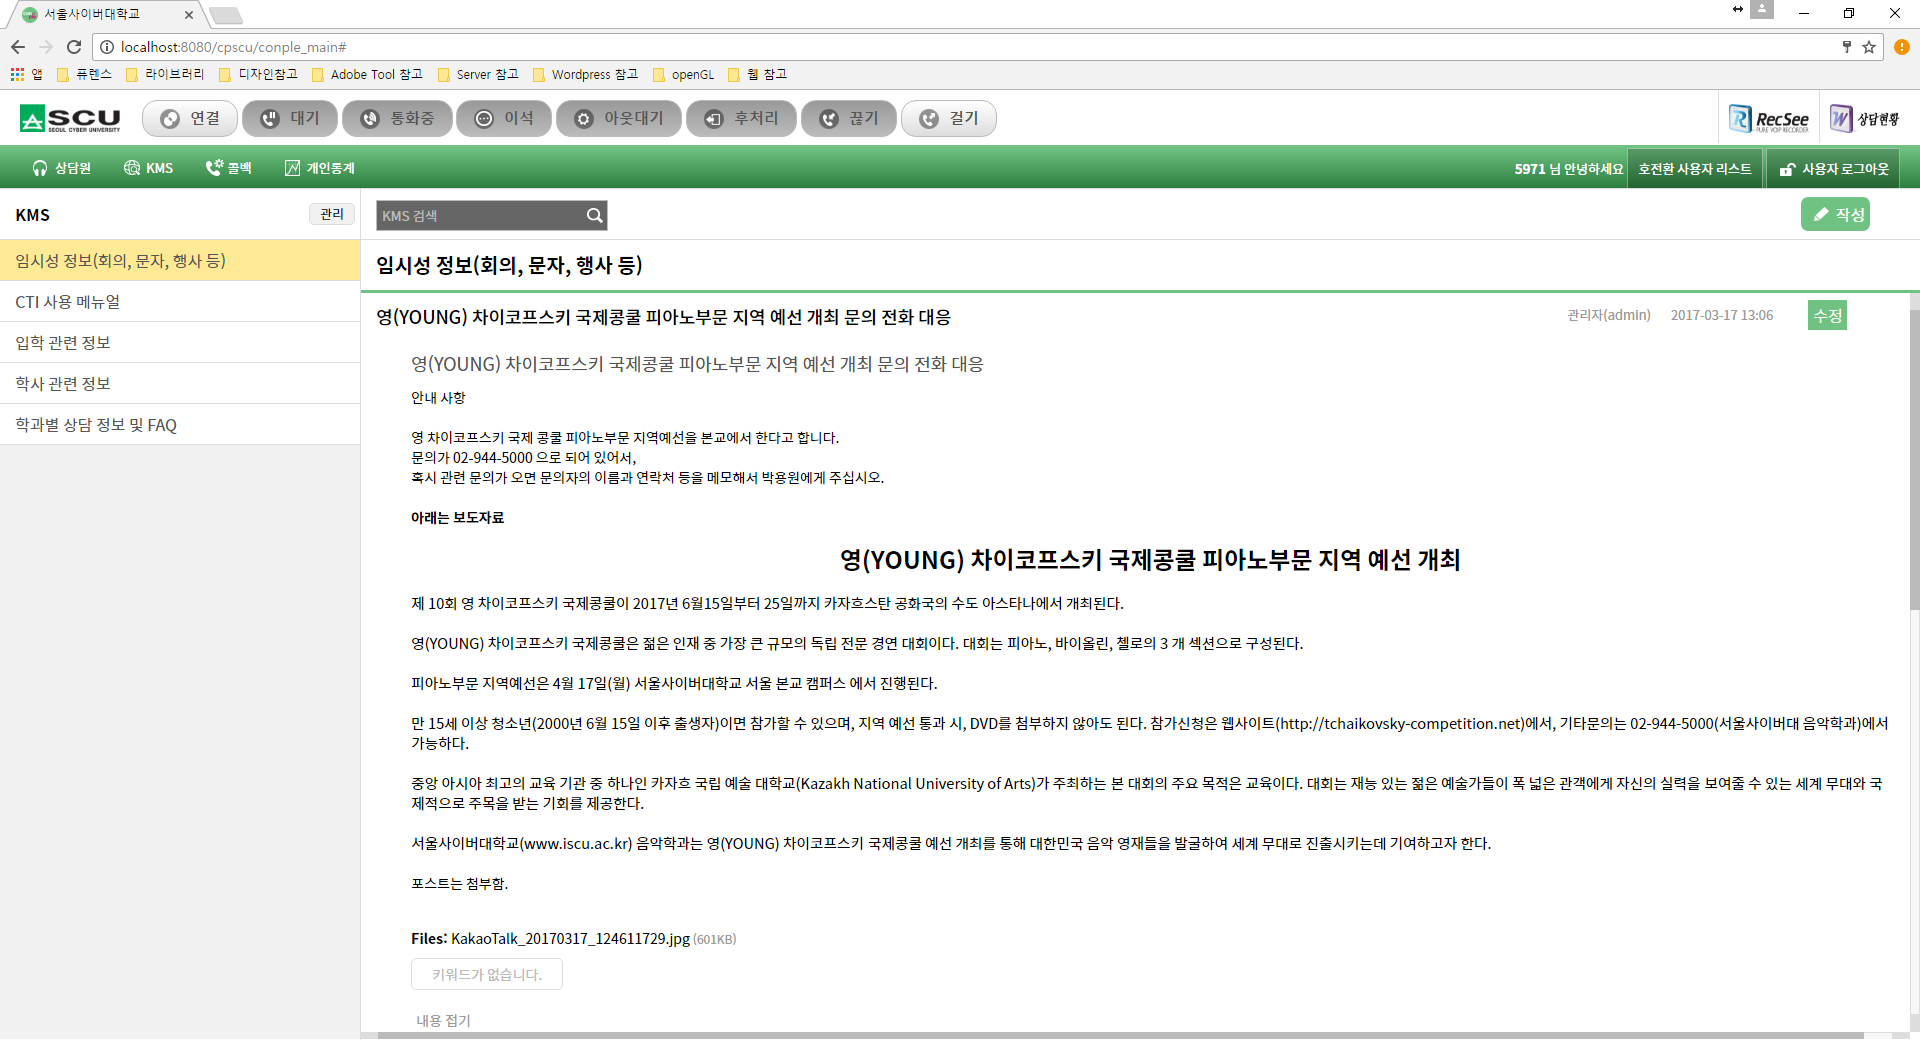 서울사이버대학교
localhost:8080/cpscu/conple_main#
앱 퓨렌스 라이브러리 디자인참고 Adobe Tool 참고 Server 참고 Wordpress 참고 openGL 웹 참고
SCU SEOUL CYBER UNIVERSITY 연결 대기 통화중 이석 아웃대기 후처리 끊기 걸기 RecSee PURE VOIP RECORDER 상담현황
상담원 KMS 콜백 개인통계 5971 님 안녕하세요 호전환 사용자 리스트 사용자 로그아웃
KMS 관리 KMS 검색 작성
임시성 정보(회의, 문자, 행사 등)
CTI 사용 메뉴얼
입학 관련 정보
학사 관련 정보
학과별 상담 정보 및 FAQ
임시성 정보(회의, 문자, 행사 등)
영(YOUNG) 차이코프스키 국제콩쿨 피아노부문 지역 예선 개최 문의 전화 대응 관리자(admin) 2017-03-17 13:06 수정
영(YOUNG) 차이코프스키 국제콩쿨 피아노부문 지역 예선 개최 문의 전화 대응
안내 사항
영 차이코프스키 국제 콩쿨 피아노부문 지역예선을 본교에서 한다고 합니다.
문의가 02-944-5000 으로 되어 있어서,
혹시 관련 문의가 오면 문의자의 이름과 연락처 등을 메모해서 박용원에게 주십시오.
아래는 보도자료
영(YOUNG) 차이코프스키 국제콩쿨 피아노부문 지역 예선 개최
제 10회 영 차이코프스키 국제콩쿨이 2017년 6월15일부터 25일까지 카자흐스탄 공화국의 수도 아스타나에서 개최된다.
영(YOUNG) 차이코프스키 국제콩쿨은 젊은 인재 중 가장 큰 규모의 독립 전문 경연 대회이다. 대회는 피아노, 바이올린, 첼로의 3 개 섹션으로 구성된다.
피아노부문 지역예선은 4월 17일(월) 서울사이버대학교 서울 본교 캠퍼스 에서 진행된다.
만 15세 이상 청소년(2000년 6월 15일 이후 출생자)이면 참가할 수 있으며, 지역 예선 통과 시, DVD를 첨부하지 않아도 된다. 참가신청은 웹사이트(http://tchaikovsky-competition.net)에서, 기타문의는 02-944-5000(서울사이버대 음악학과)에서
가능하다.
중앙 아시아 최고의 교육 기관 중 하나인 카자흐 국립 예술 대학교(Kazakh National University of Arts)가 주최하는 본 대회의 주요 목적은 교육이다. 대회는 재능 있는 젊은 예술가들이 폭 넓은 관객에게 자신의 실력을 보여줄 수 있는 세계 무대와 국
제적으로 주목을 받는 기회를 제공한다.
서울사이버대학교(www.iscu.ac.kr) 음악학과는 영(YOUNG) 차이코프스키 국제콩쿨 예선 개최를 통해 대한민국 음악 영재들을 발굴하여 세계 무대로 진출시키는데 기여하고자 한다.
포스트는 첨부함.
Files: KakaoTalk_20170317_124611729.jpg (601KB)
키워드가 없습니다.
내용 접기